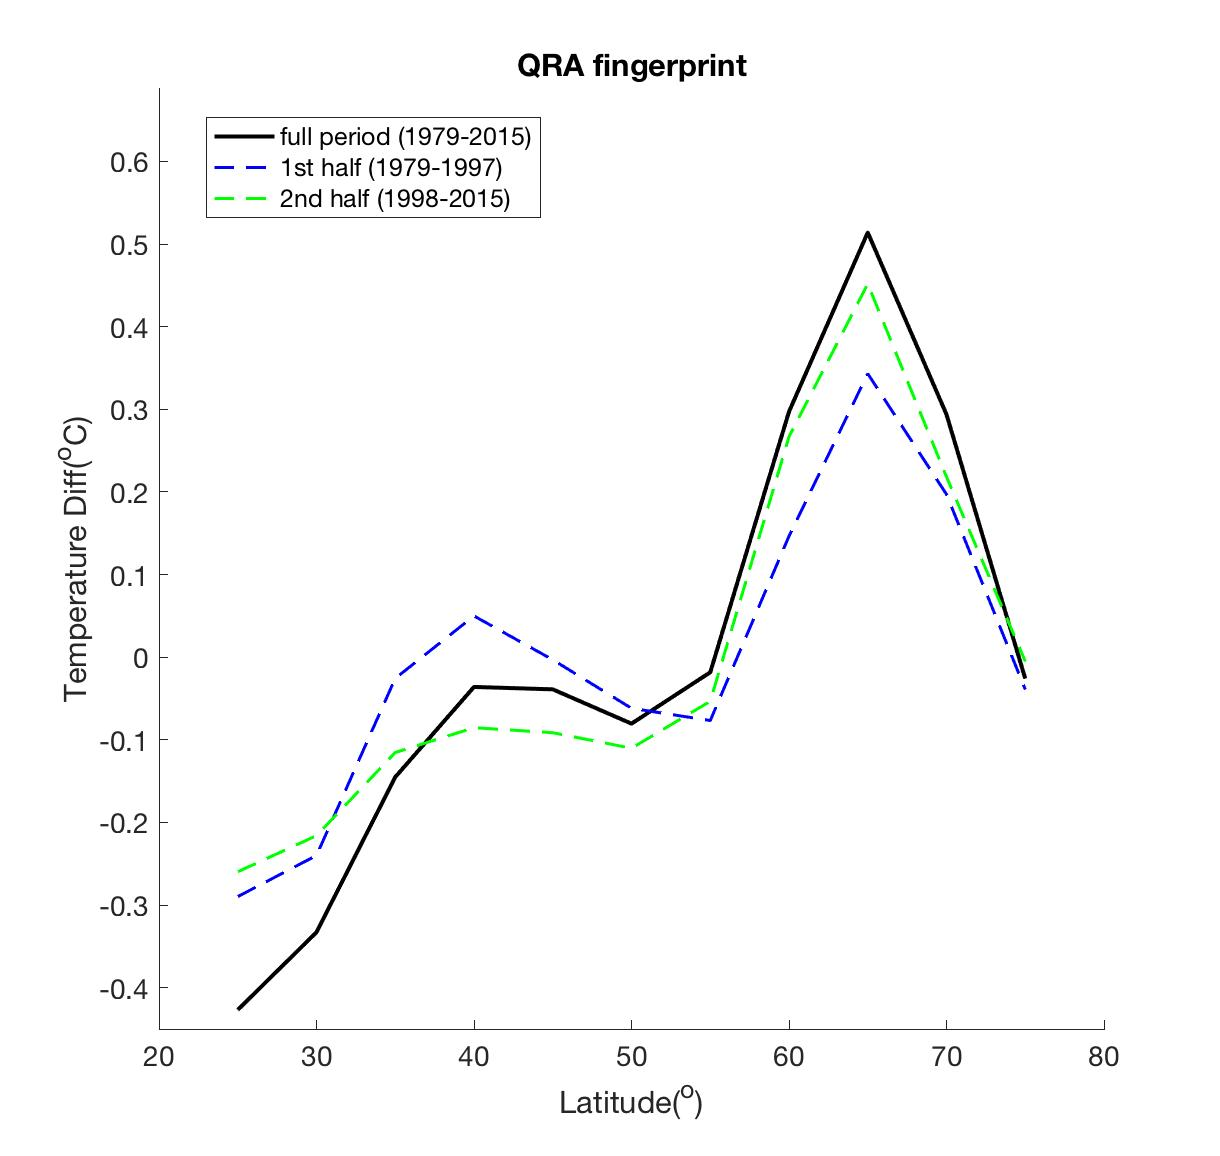 QRA fingerprint
full period (1979-2015)
1st half (1979-1997)
2nd half (1998-2015)
0.6
0.5
0.4
0.3
0.2
0.1
0
-0.1
-0.2
-0.3
-0.4
Temperature Diff(°C)
20 30 40 50 60 70 80
Latitude(°)